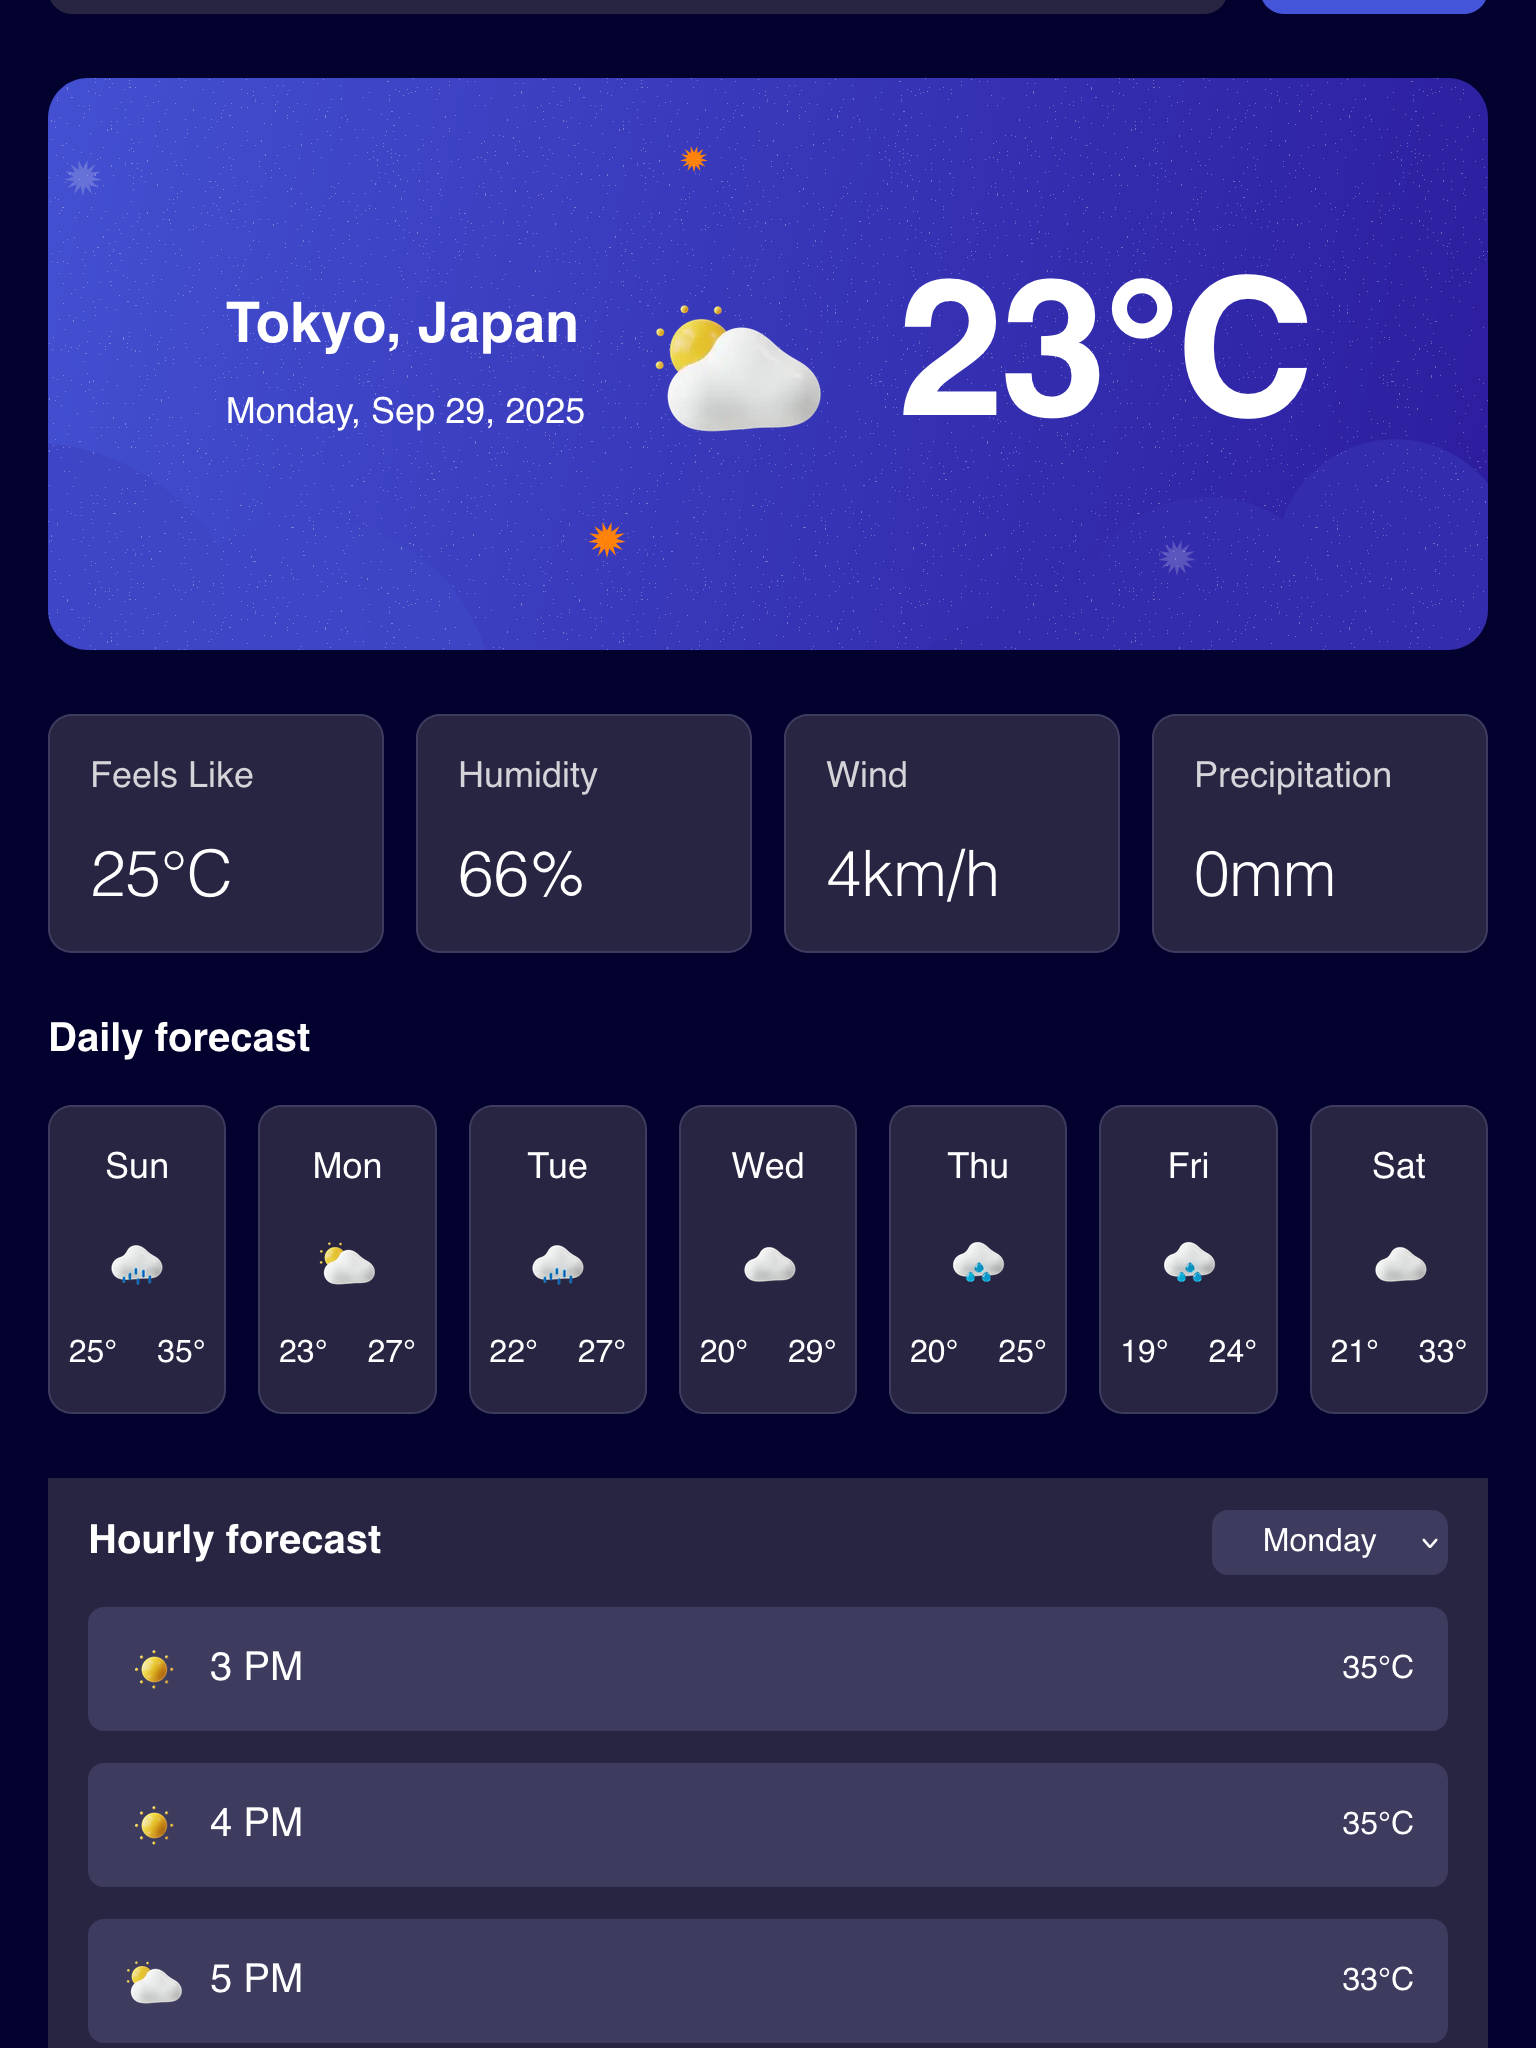 Tokyo, Japan
Monday, Sep 29, 2025
23°C
Feels Like
25°C
Humidity
66%
Wind
4km/h
Precipitation
0mm
Daily forecast
Sun
25° 35°
Mon
23° 27°
Tue
22° 27°
Wed
20° 29°
Thu
20° 25°
Fri
19° 24°
Sat
21° 33°
Hourly forecast
Monday
3 PM 35°C
4 PM 35°C
5 PM 33°C